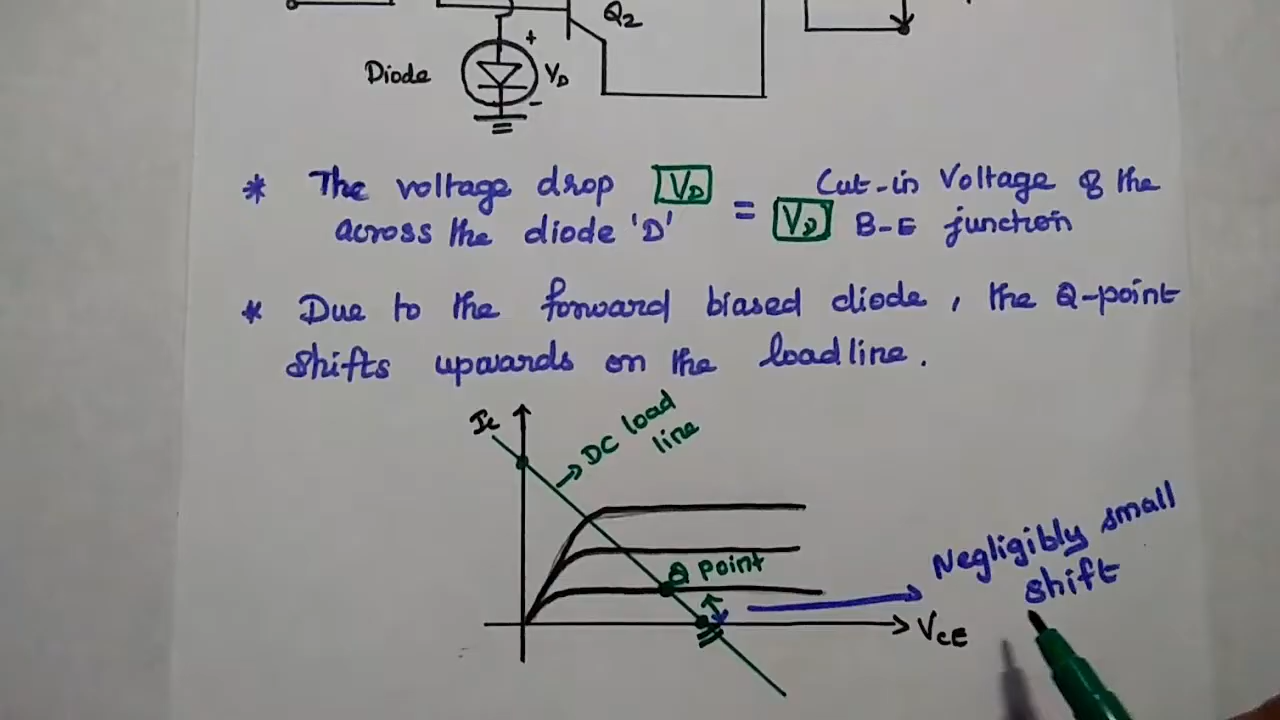 Q2
+
Diode
VD
-
* The voltage drop VD = Cut-in Voltage of the
across the diode 'D' VD B-E junction
* Due to the forward biased diode, the Q-point
shifts upwards on the loadline.
Ic
DC load
line
Q point
Negligibly small
shift
VCE